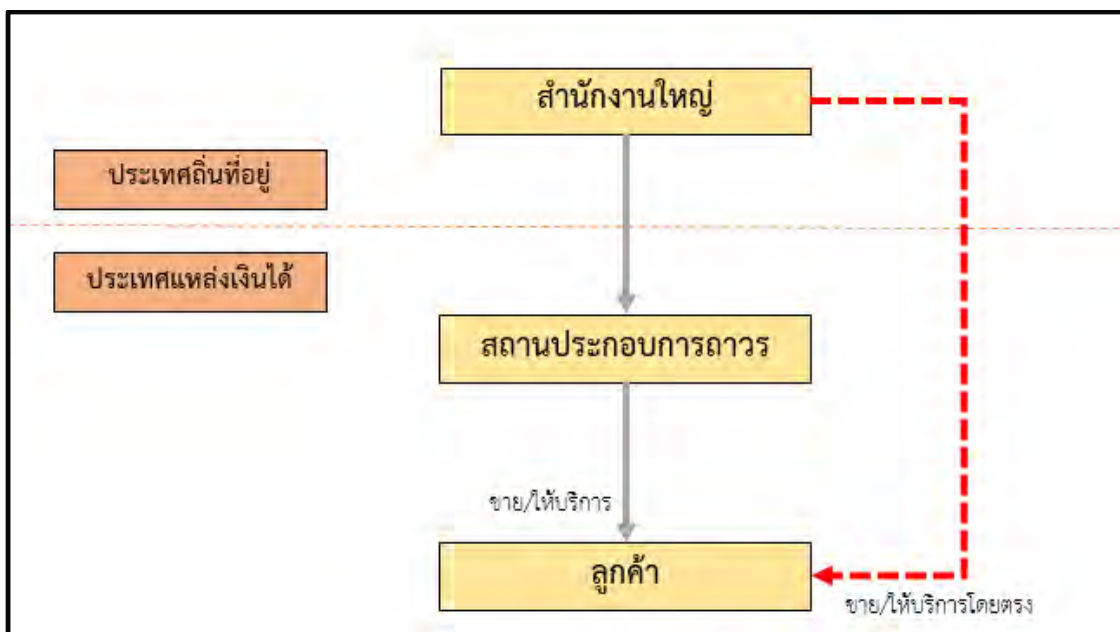 สำนักงานใหญ่
ประเทศถิ่นที่อยู่
ประเทศแหล่งเงินได้
สถานประกอบการถาวร
ขาย/ให้บริการ
ลูกค้า
ขาย/ให้บริการโดยตรง